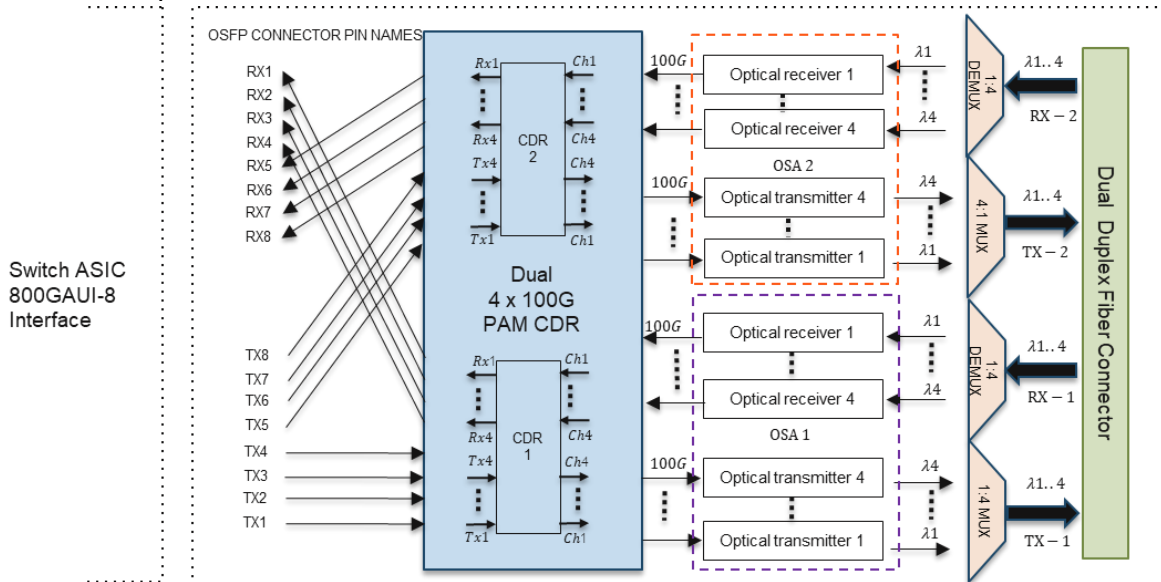 OSFP CONNECTOR PIN NAMES
RX1
RX2
RX3
RX4
RX5
RX6
RX7
RX8
TX8
TX7
TX6
TX5
TX4
TX3
TX2
TX1
Switch ASIC
800GAUI-8
Interface
Rx1
Ch1
Rx4
Ch4
CDR
2
Tx4
Ch4
Tx1
Ch1
Dual
4 x 100G
PAM CDR
Rx1
Ch1
Rx4
Ch4
CDR
1
Tx4
Ch4
Tx1
Ch1
100G
Optical receiver 1
λ1
Optical receiver 4
λ4
OSA 2
100G
Optical transmitter 4
λ4
Optical transmitter 1
λ1
100G
Optical receiver 1
λ1
Optical receiver 4
λ4
OSA 1
100G
Optical transmitter 4
λ4
Optical transmitter 1
λ1
1:4
DEMUX
λ1..4
RX−2
4:1 MUX
λ1..4
TX−2
1:4
DEMUX
λ1..4
RX−1
1:4 MUX
λ1..4
TX−1
Dual Duplex Fiber Connector